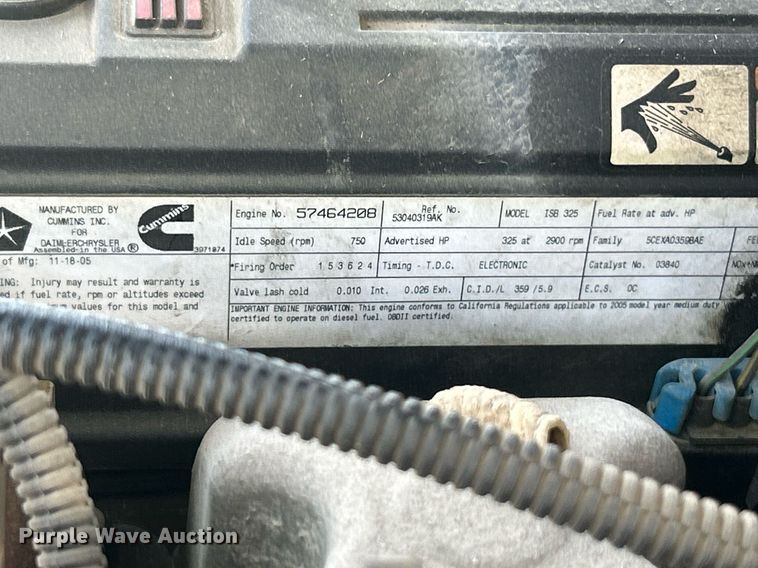 MANUFACTURED BY
CUMMINS INC.
FOR
DAIMLERCHRYSLER
Assembled in the USA ®
Cummins
3971874
of Mfg: 11-18-05
ING: Injury may result and warranty is
ed if fuel rate, rpm or altitudes exceed
um values for this model and
Engine No. 57464208
Ref. No.
53040319AK
MODEL ISB 325
Fuel Rate at adv. HP
Idle Speed (rpm) 750
Advertised HP 325 at 2900 rpm
Family 5CEXA0359BAE
*Firing Order 1 5 3 6 2 4
Timing - T.D.C. ELECTRONIC
Catalyst No. 03840
Valve lash cold 0.010 Int. 0.026 Exh.
C.I.D./L 359 /5.9
E.C.S. OC
IMPORTANT ENGINE INFORMATION: This engine conforms to California Regulations applicable to 2005 model year medium duty
certified to operate on diesel fuel. OBDII certified.
Purple Wave Auction®